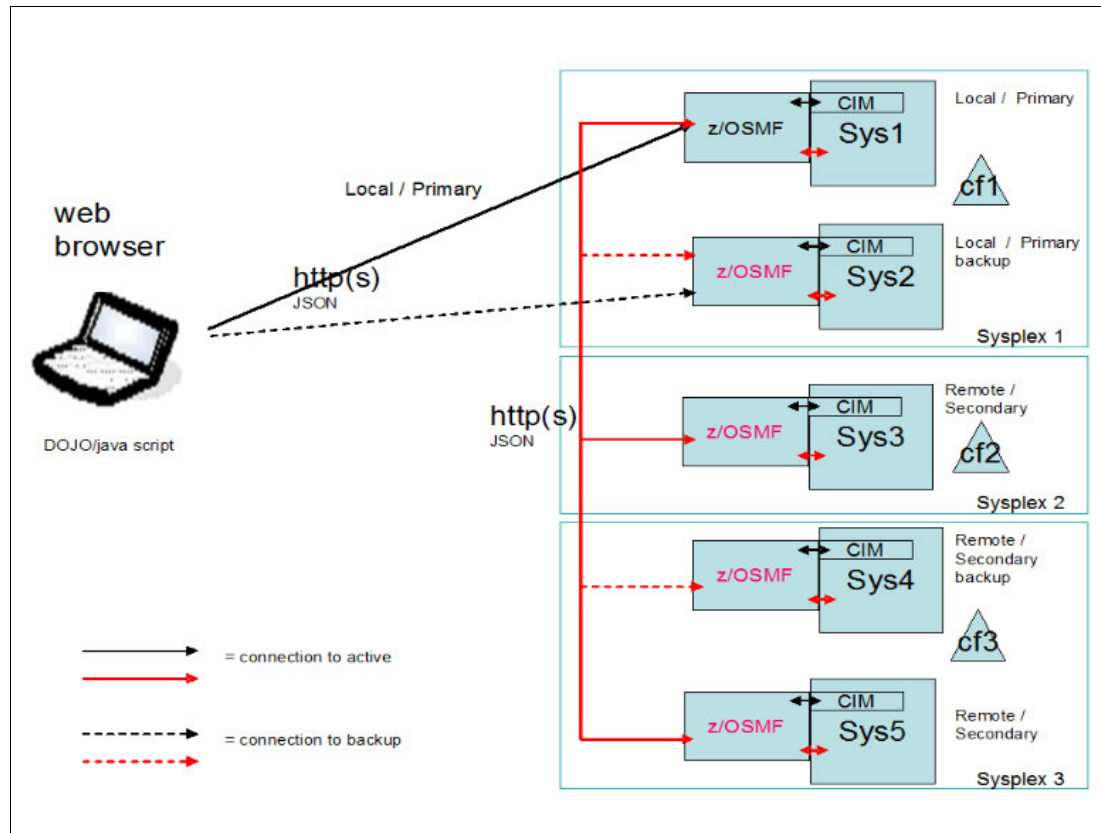 web
browser
DOJO/java script
Local / Primary
http(s)
JSON
http(s)
JSON
z/OSMF
CIM
Sys1
Local / Primary
cf1
z/OSMF
CIM
Sys2
Local / Primary
backup
Sysplex 1
z/OSMF
CIM
Sys3
Remote /
Secondary
cf2
Sysplex 2
z/OSMF
CIM
Sys4
Remote /
Secondary
backup
cf3
z/OSMF
CIM
Sys5
Remote /
Secondary
Sysplex 3
= connection to active
= connection to backup